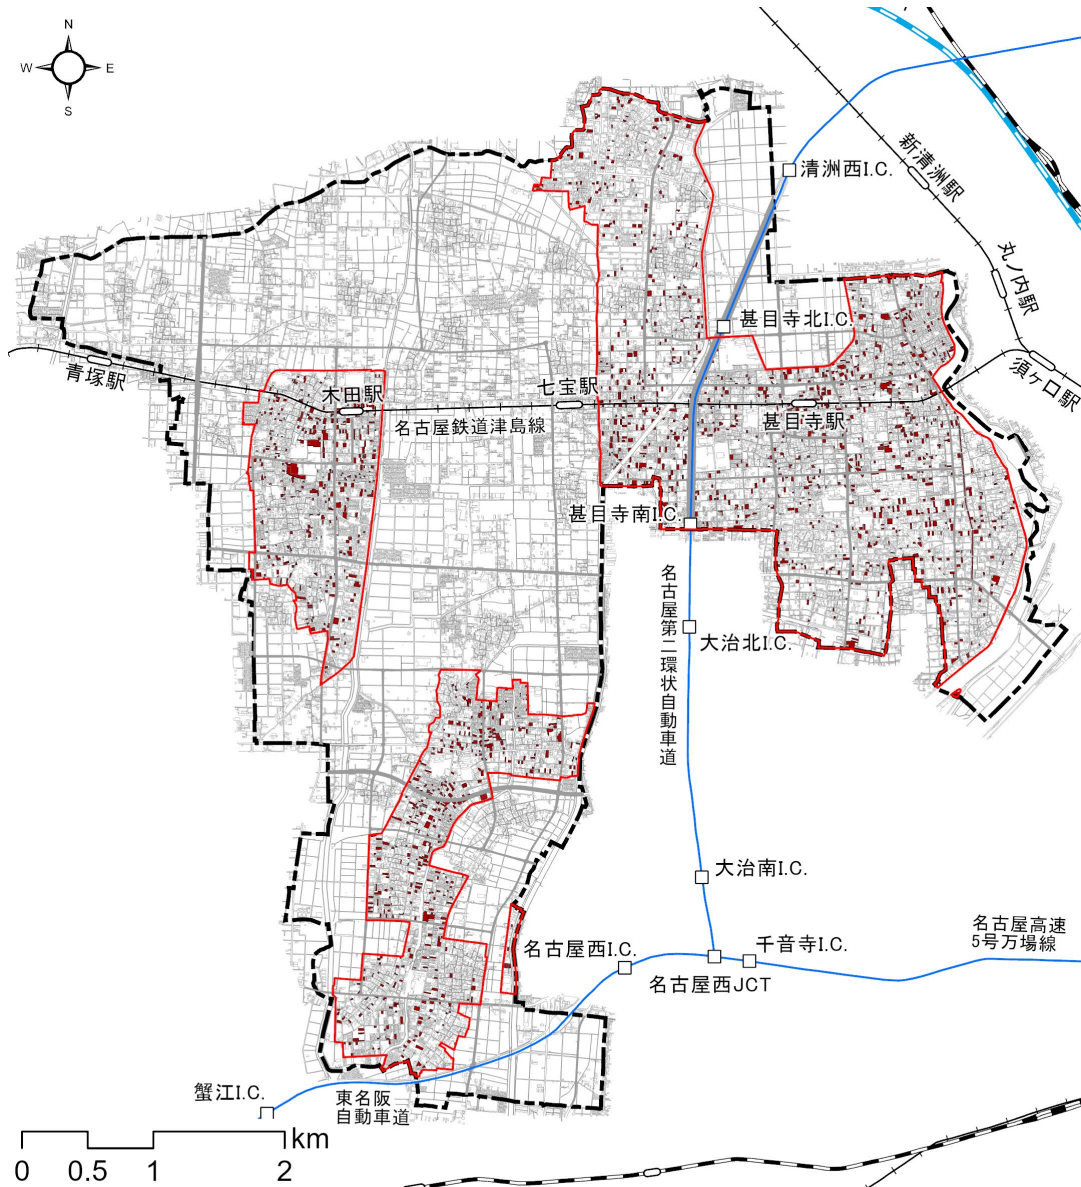 N
W E
S
新清洲駅
清洲西I.C.
丸ノ内駅
甚目寺北I.C.
須ヶ口駅
青塚駅
木田駅
七宝駅
名古屋鉄道津島線
甚目寺駅
甚目寺南I.C.
名古屋第二環状自動車道
大治北I.C.
大治南I.C.
名古屋西I.C.
千音寺I.C.
名古屋高速
5号万場線
名古屋西JCT
蟹江I.C.
東名阪
自動車道
km
0 0.5 1 2